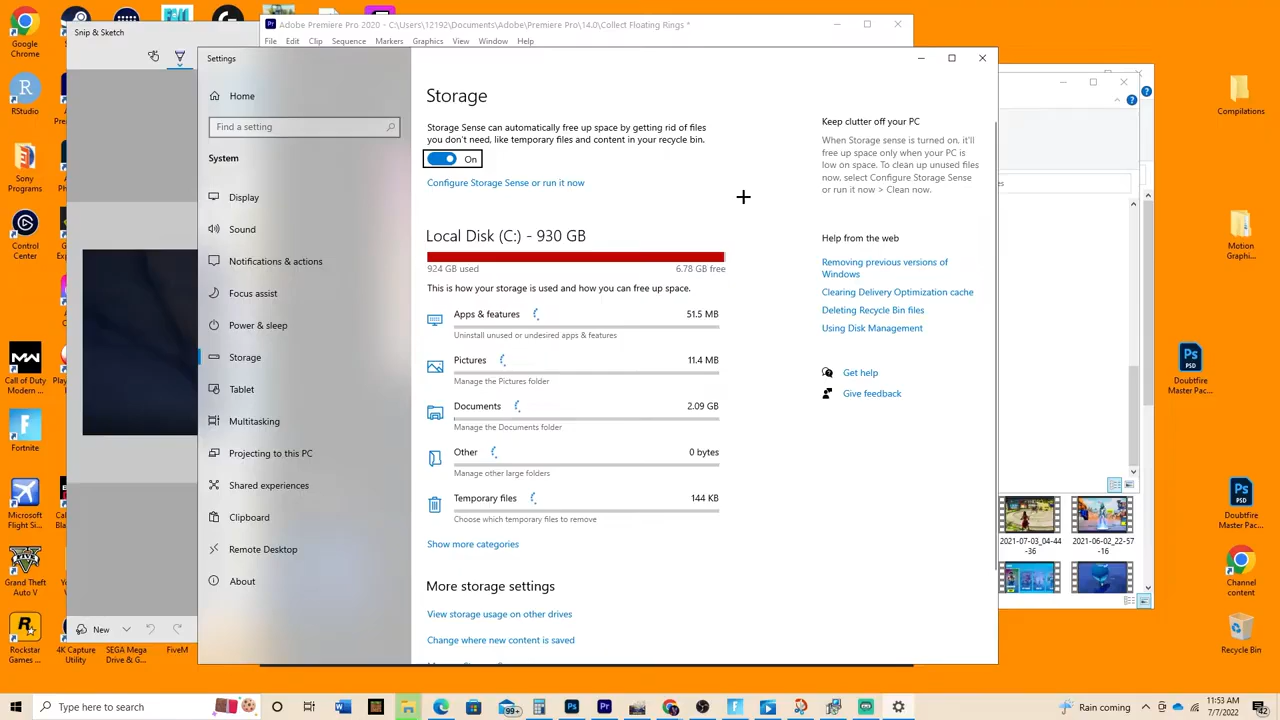 Adobe Premiere Pro 2020 - C:\Users\12192\Documents\Adobe\Premiere Pro\14.0\Collect Floating Rings *
File Edit Clip Sequence Markers Graphics View Window Help
Snip & Sketch
Settings
Home
Find a setting
System
Display
Sound
Notifications & actions
Focus assist
Power & sleep
Storage
Tablet
Multitasking
Projecting to this PC
Shared experiences
Clipboard
Remote Desktop
About
Storage
Storage Sense can automatically free up space by getting rid of files
you don't need, like temporary files and content in your recycle bin.
On
Configure Storage Sense or run it now
Local Disk (C:) - 930 GB
924 GB used 6.78 GB free
This is how your storage is used and how you can free up space.
Apps & features 51.5 MB
Uninstall unused or undesired apps & features
Pictures 11.4 MB
Manage the Pictures folder
Documents 2.09 GB
Manage the Documents folder
Other 0 bytes
Manage other large folders
Temporary files 144 KB
Choose which temporary files to remove
Show more categories
More storage settings
View storage usage on other drives
Change where new content is saved
Keep clutter off your PC
When Storage sense is turned on, it'll
free up space only when your PC is
low on space. To clean up unused files
now, select Configure Storage Sense
or run it now > Clean now.
Help from the web
Removing previous versions of
Windows
Clearing Delivery Optimization cache
Deleting Recycle Bin files
Using Disk Management
Get help
Give feedback
Google
Chrome
RStudio
Sony
Programs
Control
Center
Call of Duty
Modern ...
Fortnite
Microsoft
Flight Si...
Grand Theft
Auto V
Rockstar
Games ...
4K Capture
Utility
SEGA Mega
Drive & G...
FiveM
New
2021-07-03_04-44
-36
2021-06-02_22-57
-16
Compilations
Motion
Graphi...
Doubtfire
Master Pac...
Doubtfire
Master Pac...
Channel
content
Recycle Bin
Type here to search
99+
Rain coming
11:53 AM
7/7/2022
42